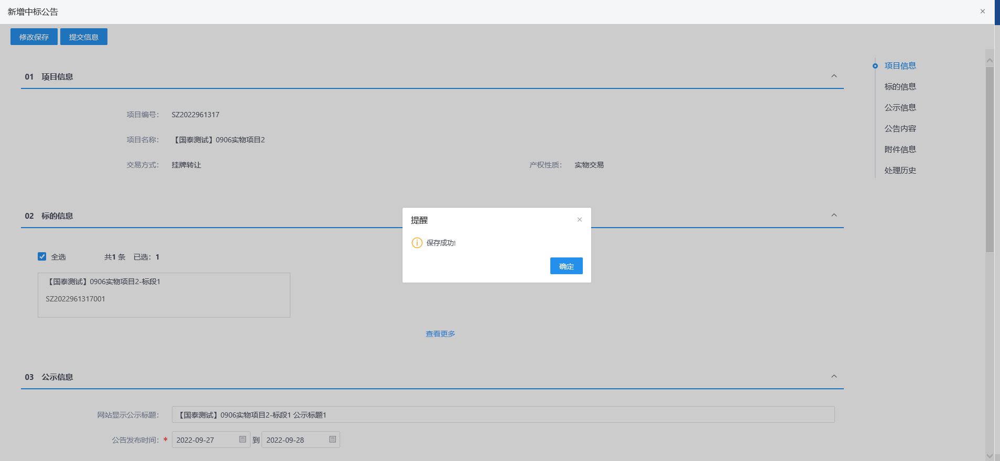 新增中标公告
修改保存 提交信息
01 项目信息
项目编号: SZ2022961317
项目名称: 【国泰测试】0906实物项目2
交易方式: 挂牌转让 产权性质: 实物交易
项目信息
标的信息
公示信息
公告内容
附件信息
处理历史
02 标的信息
全选 共1 条 已选: 1
【国泰测试】0906实物项目2-标段1
SZ2022961317001
查看更多
提醒
保存成功!
确定
03 公示信息
网站显示公示标题: 【国泰测试】0906实物项目2-标段1 公示标题1
公告发布时间: * 2022-09-27 到 2022-09-28